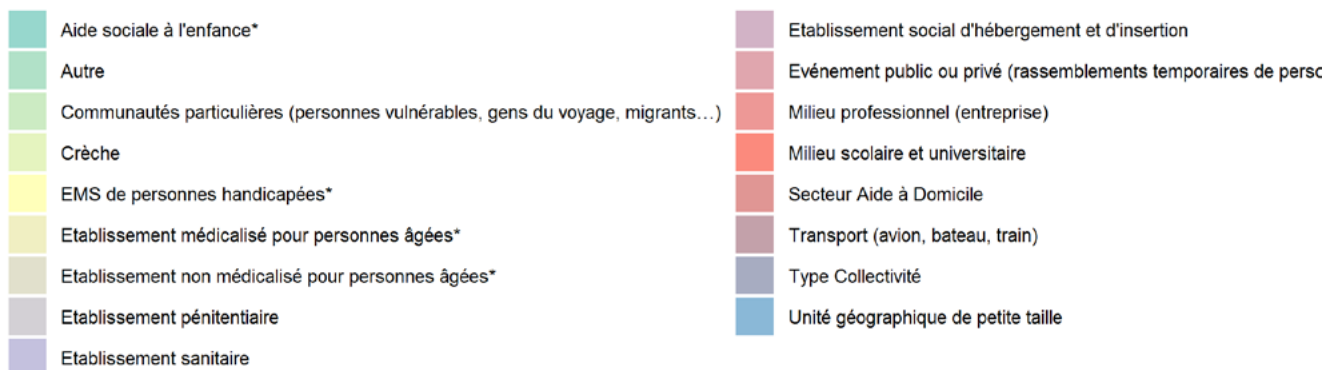 Aide sociale à l'enfance*
Autre
Communautés particulières (personnes vulnérables, gens du voyage, migrants…)
Crèche
EMS de personnes handicapées*
Etablissement médicalisé pour personnes âgées*
Etablissement non médicalisé pour personnes âgées*
Etablissement pénitentiaire
Etablissement sanitaire
Etablissement social d'hébergement et d'insertion
Evénement public ou privé (rassemblements temporaires de perso
Milieu professionnel (entreprise)
Milieu scolaire et universitaire
Secteur Aide à Domicile
Transport (avion, bateau, train)
Type Collectivité
Unité géographique de petite taille